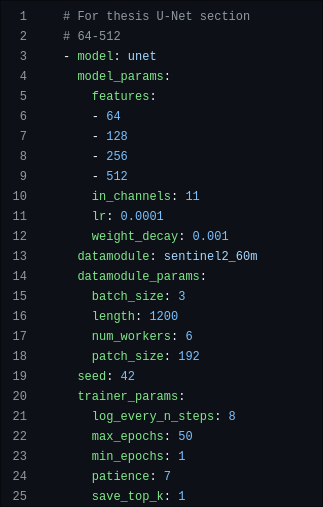 1 # For thesis U-Net section
2 # 64-512
3 - model: unet
4 model_params:
5 features:
6 - 64
7 - 128
8 - 256
9 - 512
10 in_channels: 11
11 lr: 0.0001
12 weight_decay: 0.001
13 datamodule: sentinel2_60m
14 datamodule_params:
15 batch_size: 3
16 length: 1200
17 num_workers: 6
18 patch_size: 192
19 seed: 42
20 trainer_params:
21 log_every_n_steps: 8
22 max_epochs: 50
23 min_epochs: 1
24 patience: 7
25 save_top_k: 1